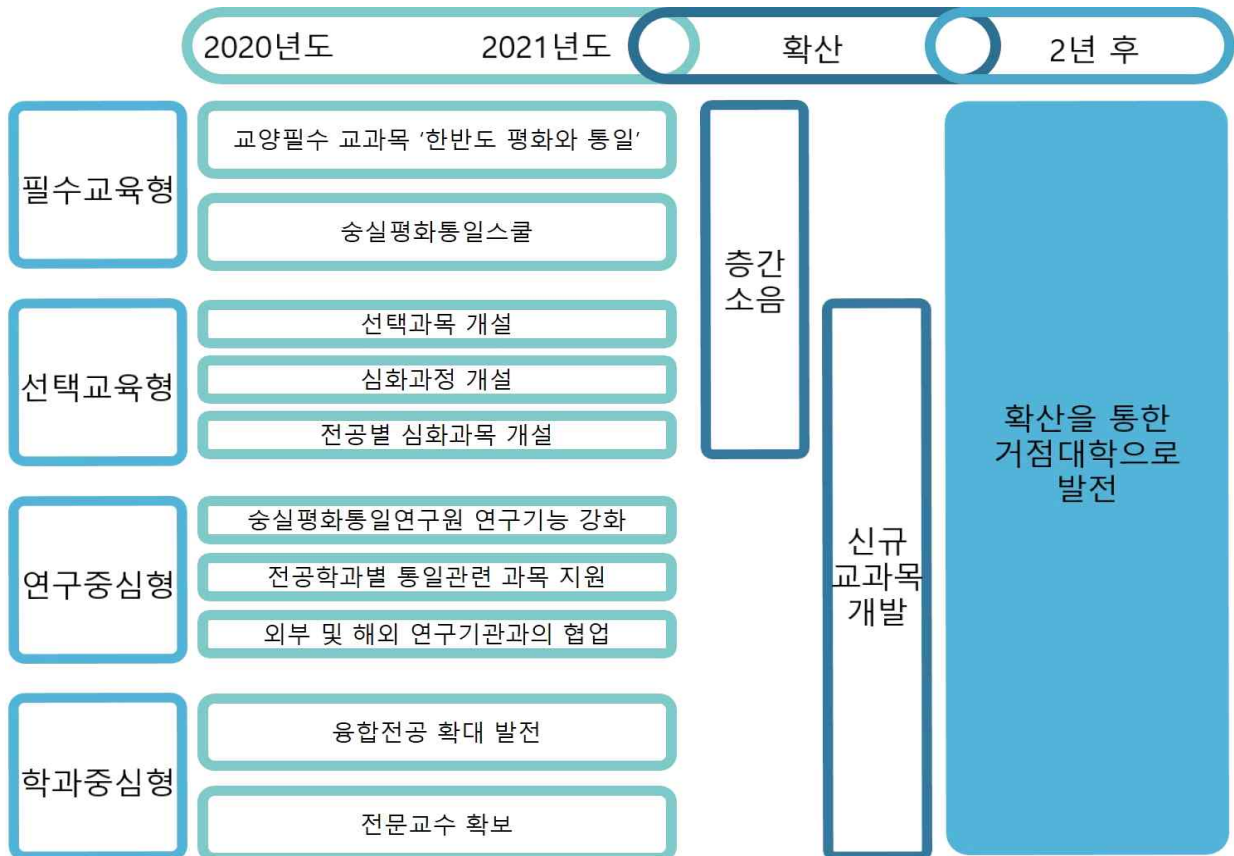 2020년도
2021년도
확산
2년 후
필수교육형
교양필수 교과목 ‘한반도 평화와 통일’
숭실평화통일스쿨
선택교육형
선택과목 개설
심화과정 개설
전공별 심화과목 개설
연구중심형
숭실평화통일연구원 연구기능 강화
전공학과별 통일관련 과목 지원
외부 및 해외 연구기관과의 협업
학과중심형
융합전공 확대 발전
전문교수 확보
층간
소음
신규
교과목
개발
확산을 통한
거점대학으로
발전